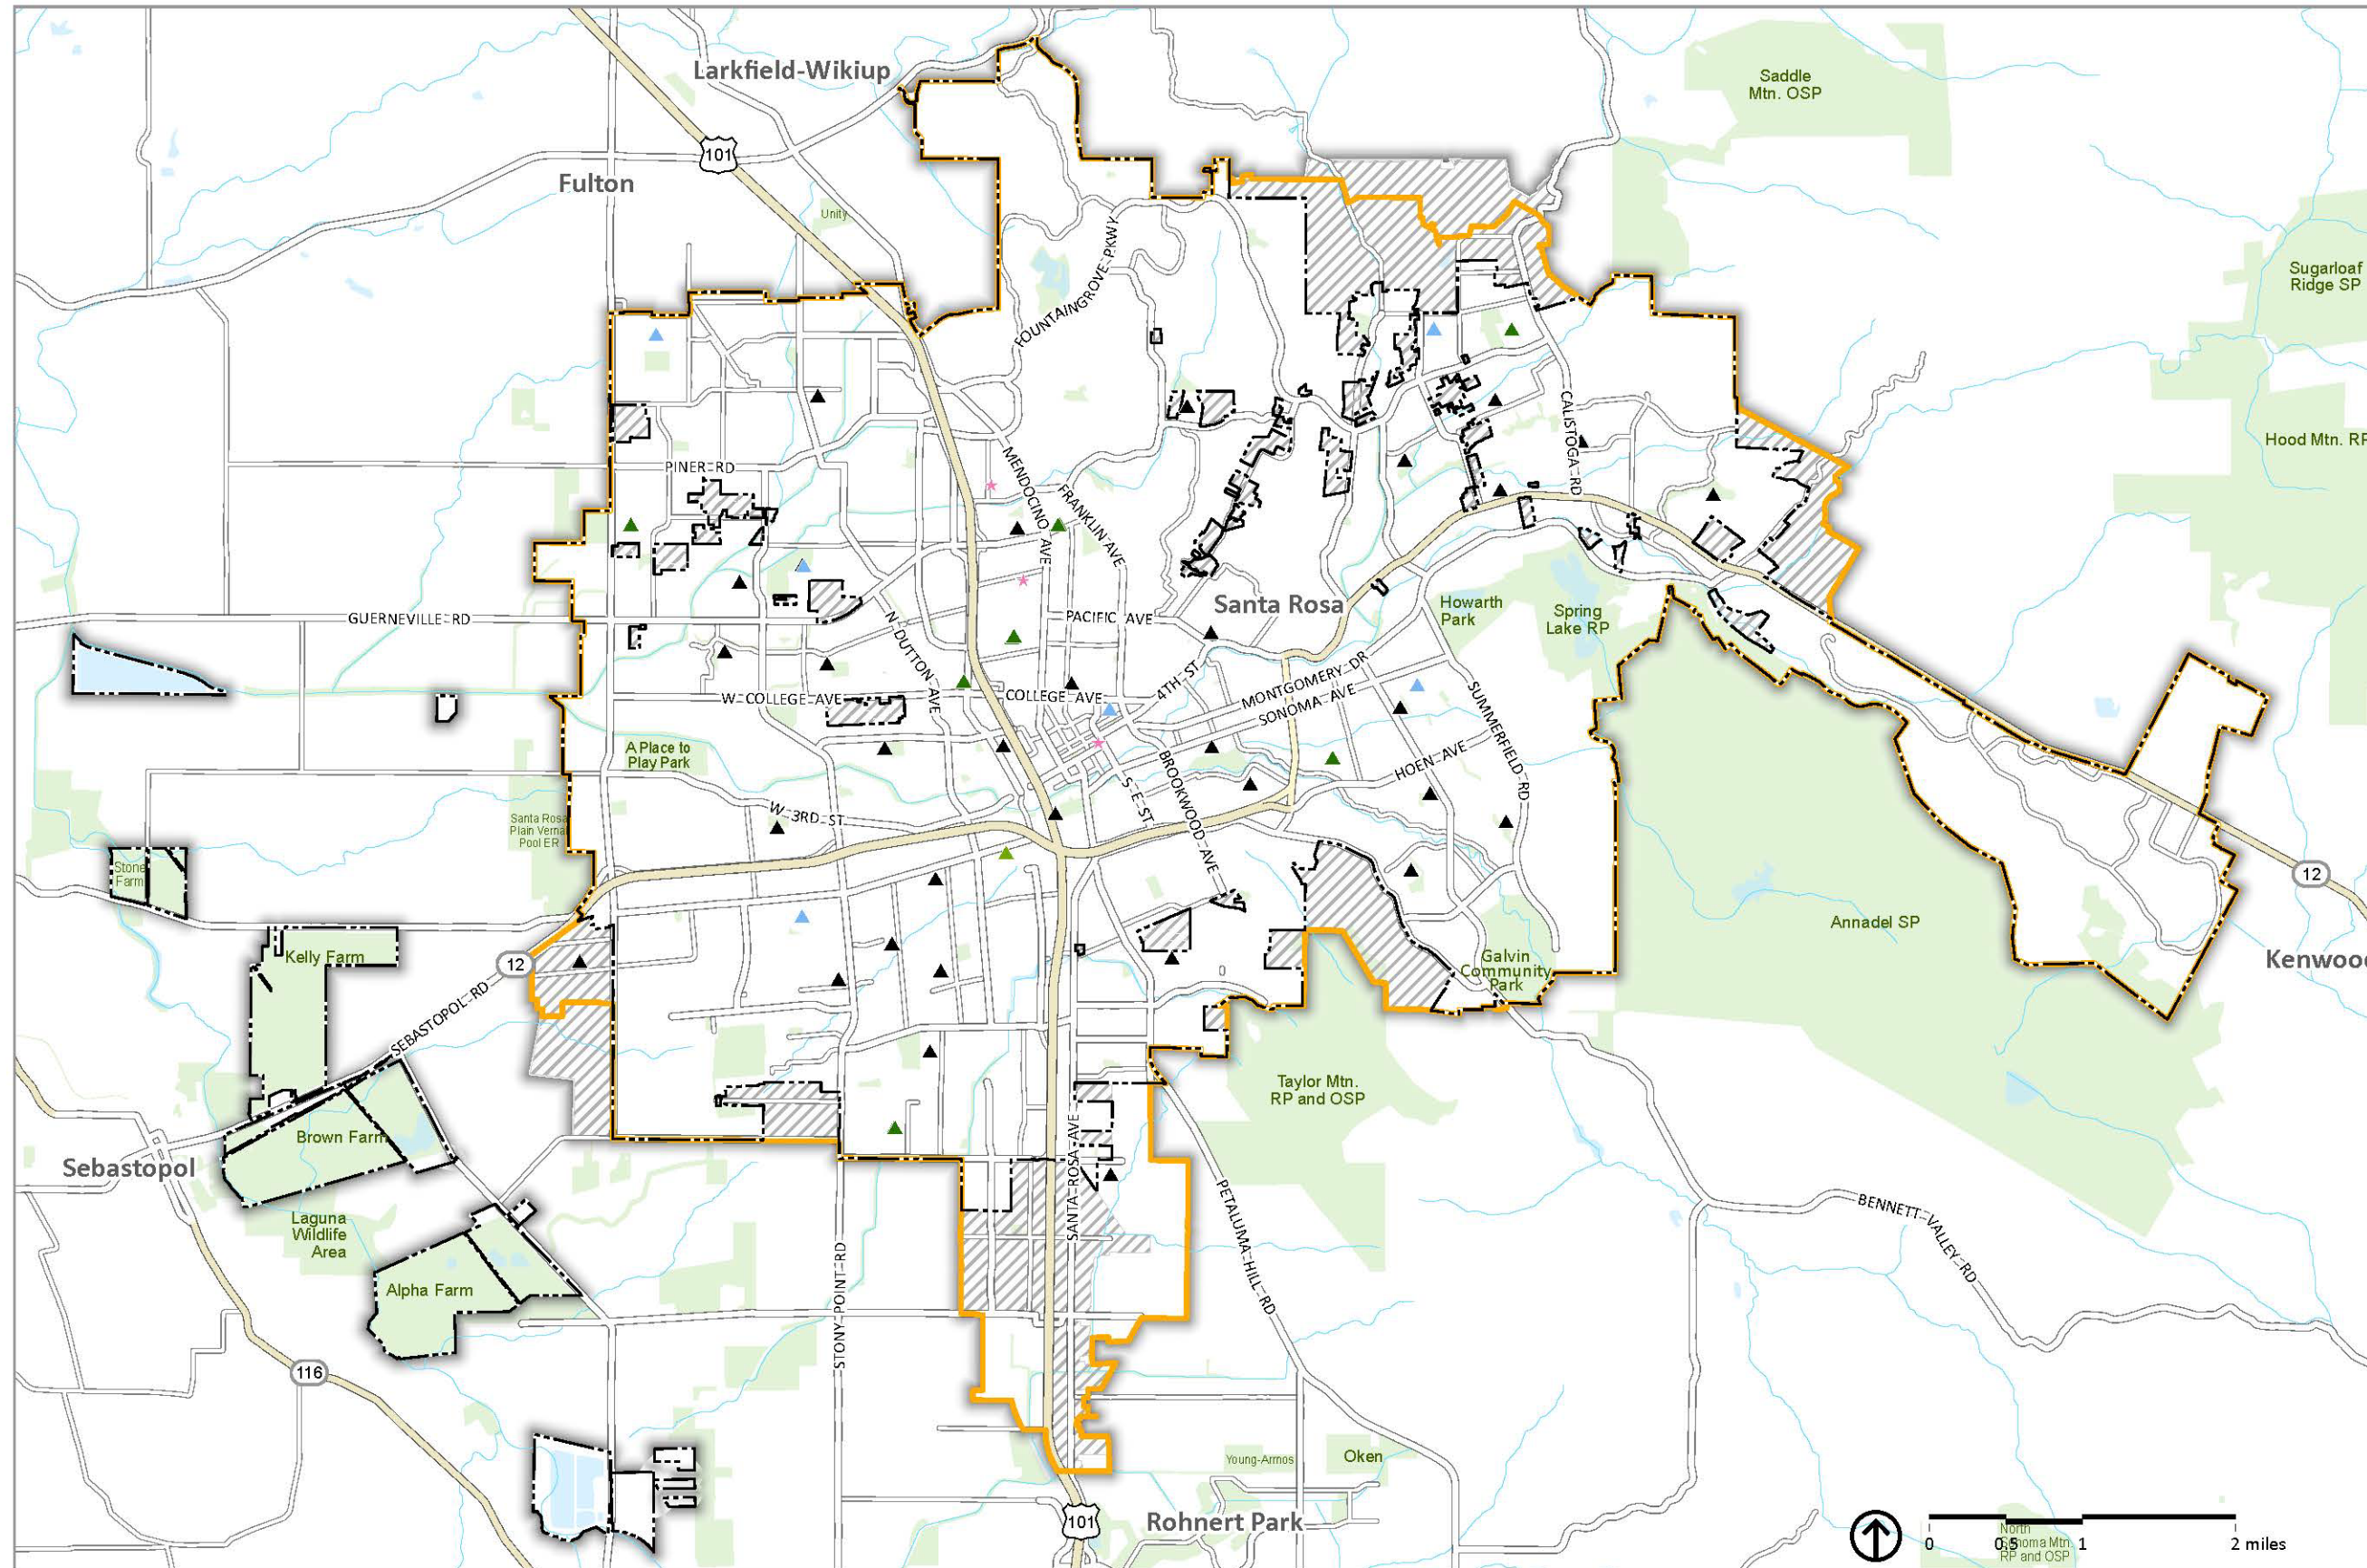 Larkfield-Wikiup
Saddle
Mtn. OSP
101
Fulton
Unity
Sugarloaf
Ridge SP
FOUNTAINGROVE PKWY
CALISTOGA RD
Hood Mtn. RP
PINER RD
MENDOCINO AVE
FRANKLIN AVE
GUERNEVILLE RD
N DUTTON AVE
PACIFIC AVE
Santa Rosa
Howarth
Park
Spring
Lake RP
W COLLEGE AVE
COLLEGE AVE
4TH ST
MONTGOMERY DR
SONOMA AVE
SUMMERFIELD RD
A Place to
Play Park
HOEN AVE
BROOKWOOD AVE
S E ST
W 3RD ST
Santa Rosa
Plain Vernal
Pool ER
Stone
Farm
12
Annadel SP
Kelly Farm
12
Galvin
Community
Park
Kenwood
SEBASTOPOL RD
Taylor Mtn.
RP and OSP
Brown Farm
Sebastopol
SANTA ROSA AVE
PETALUMA HILL RD
BENNETT VALLEY RD
Laguna
Wildlife
Area
STONY POINT RD
Alpha Farm
116
Young-Armos
Oken
101
Rohnert Park
North
Sonoma Mtn.
RP and OSP
0 0.5 1 2 miles